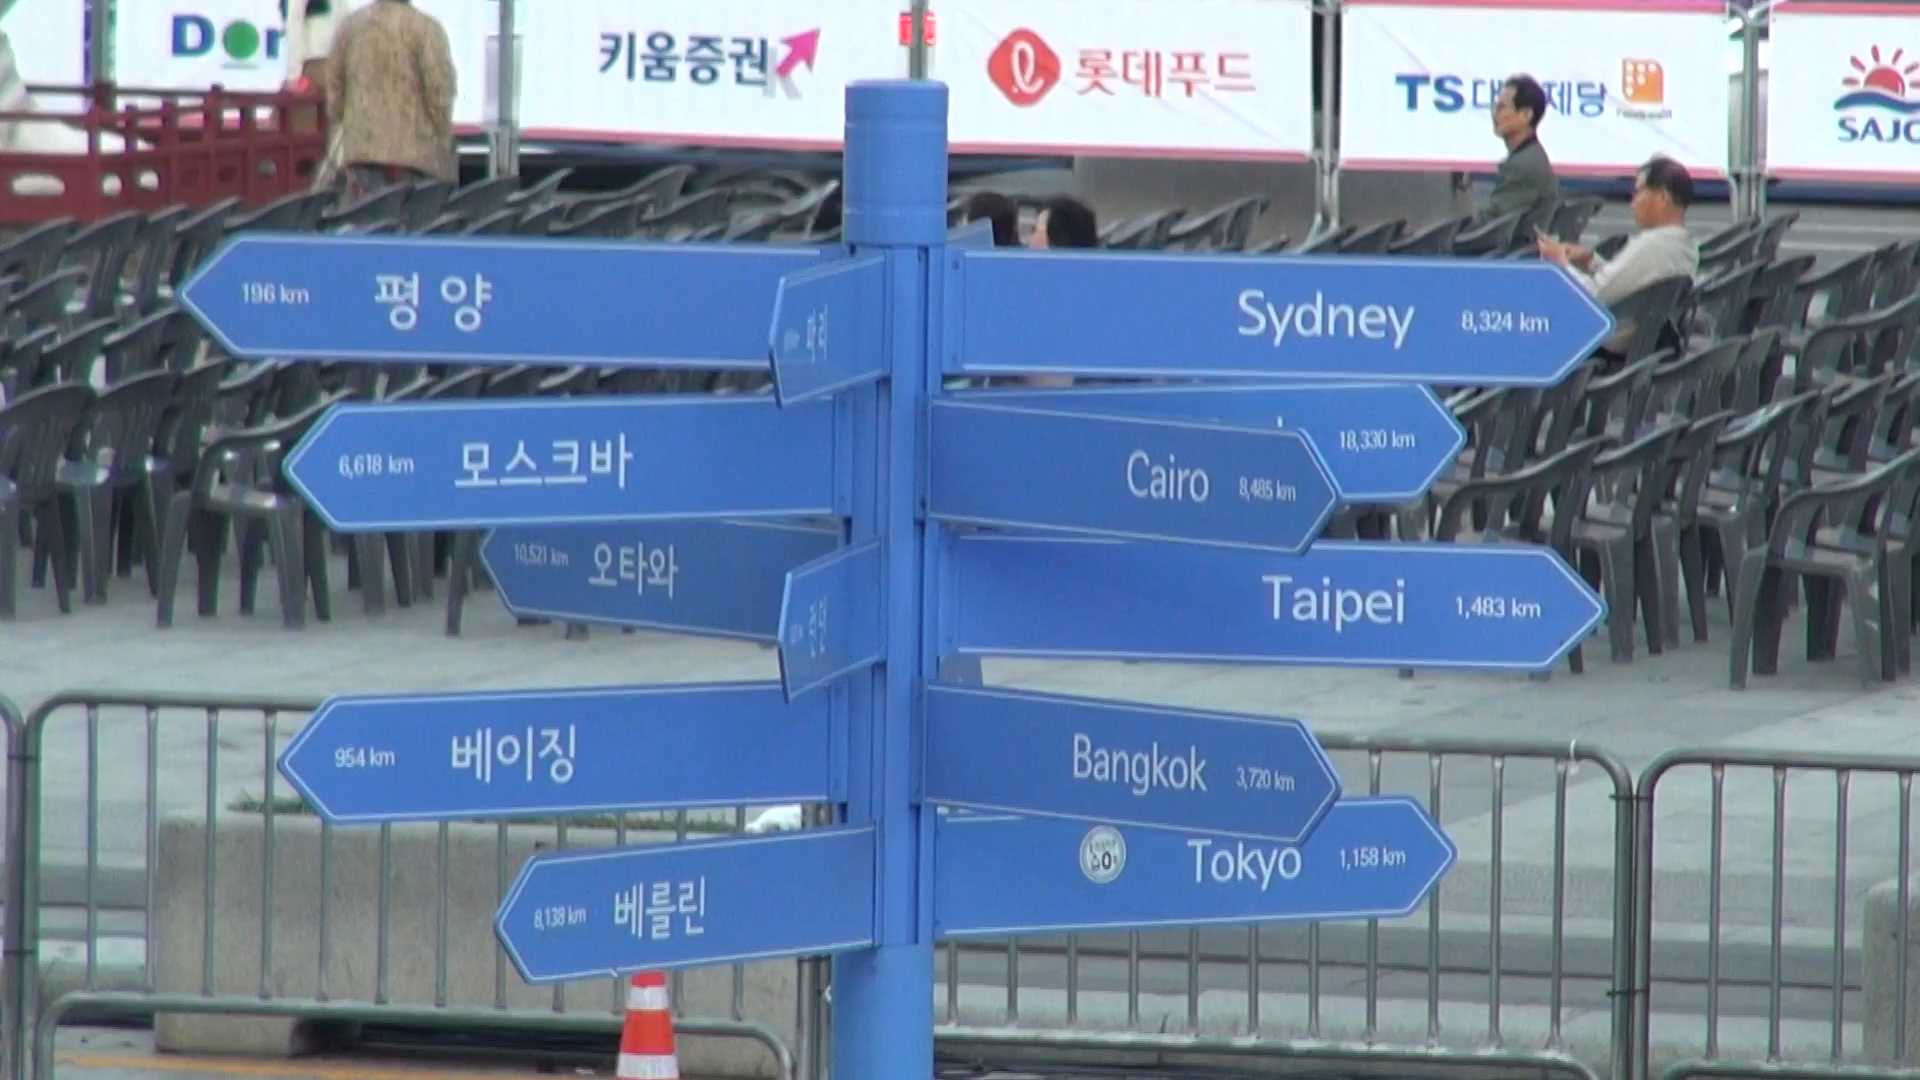 키움증권
롯데푸드
TS
SAJO
196 km 평양
Sydney 8,324 km
6,618 km 모스크바
18,330 km
Cairo 8,485 km
10,521 km 오타와
Taipei 1,483 km
954 km 베이징
Bangkok 3,720 km
8,138 km 베를린
Tokyo 1,158 km